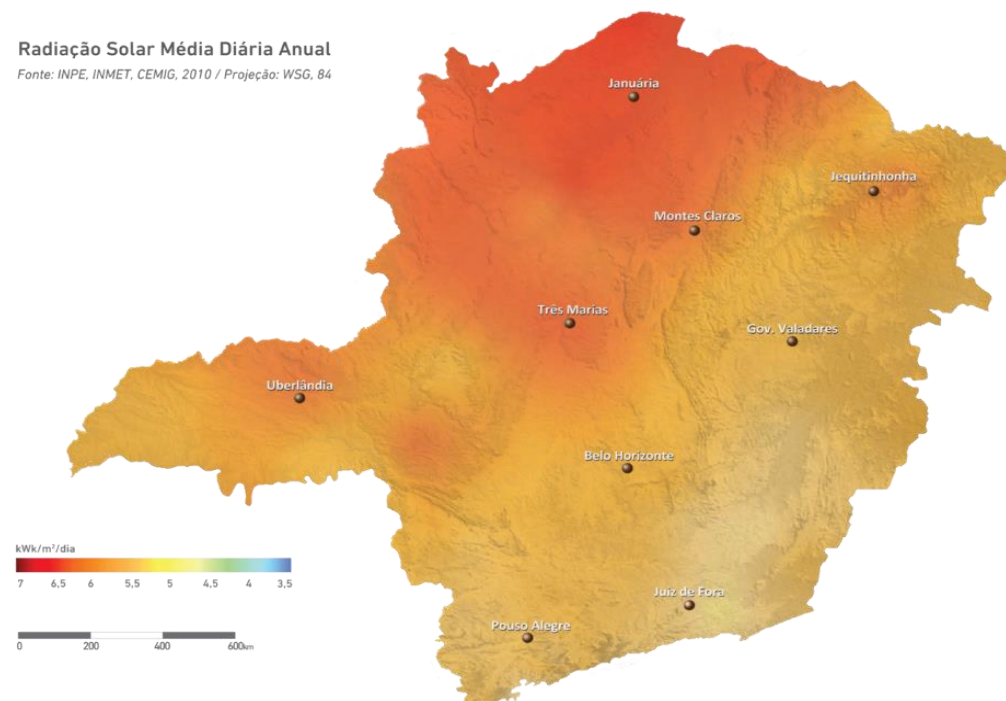 Radiação Solar Média Diária Anual
Fonte: INPE, INMET, CEMIG, 2010 / Projeção: WSG, 84
Januária
Jequitinhonha
Montes Claros
Três Marias
Gov. Valadares
Uberlândia
Belo Horizonte
Juiz de Fora
Pouso Alegre
kWk/m²/dia
7 6,5 6 5,5 5 4,5 4 3,5
0 200 400 600km